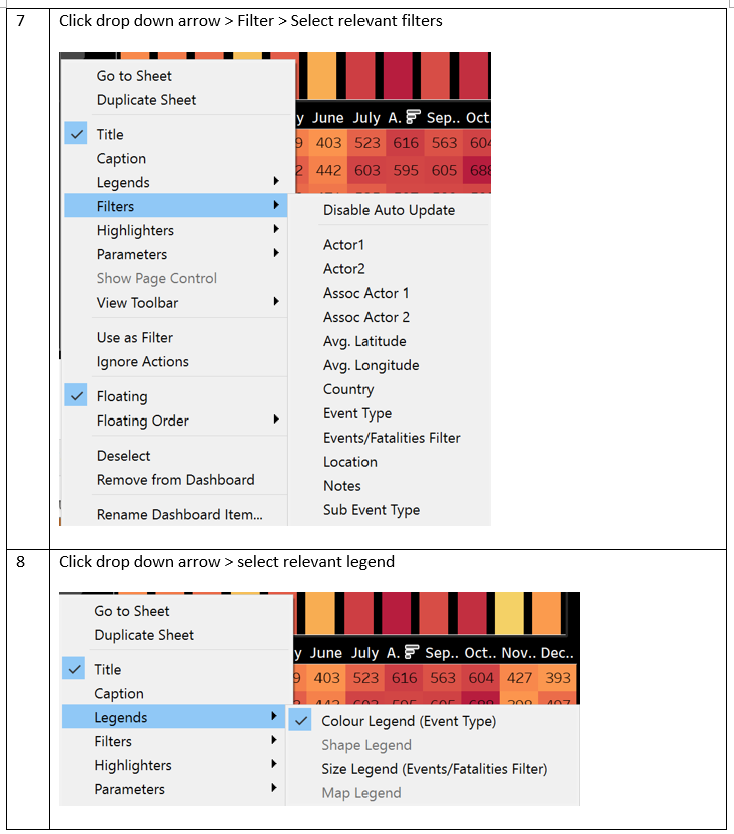 7
Click drop down arrow > Filter > Select relevant filters
Go to Sheet
Duplicate Sheet
y June July A. Sep.. Oct
Title
9 403 523 616 563 604
Caption
2 442 603 595 605 688
Legends
Filters
Disable Auto Update
Highlighters
Actor1
Parameters
Actor2
Show Page Control
Assoc Actor 1
View Toolbar
Assoc Actor 2
Use as Filter
Avg. Latitude
Ignore Actions
Avg. Longitude
Floating
Country
Floating Order
Event Type
Events/Fatalities Filter
Deselect
Location
Remove from Dashboard
Notes
Rename Dashboard Item...
Sub Event Type
8
Click drop down arrow > select relevant legend
Go to Sheet
Duplicate Sheet
y June July A. Sep.. Oct.. Nov.. Dec..
Title
9 403 523 616 563 604 427 393
Caption
Legends
Colour Legend (Event Type)
Filters
Shape Legend
Highlighters
Size Legend (Events/Fatalities Filter)
Parameters
Map Legend